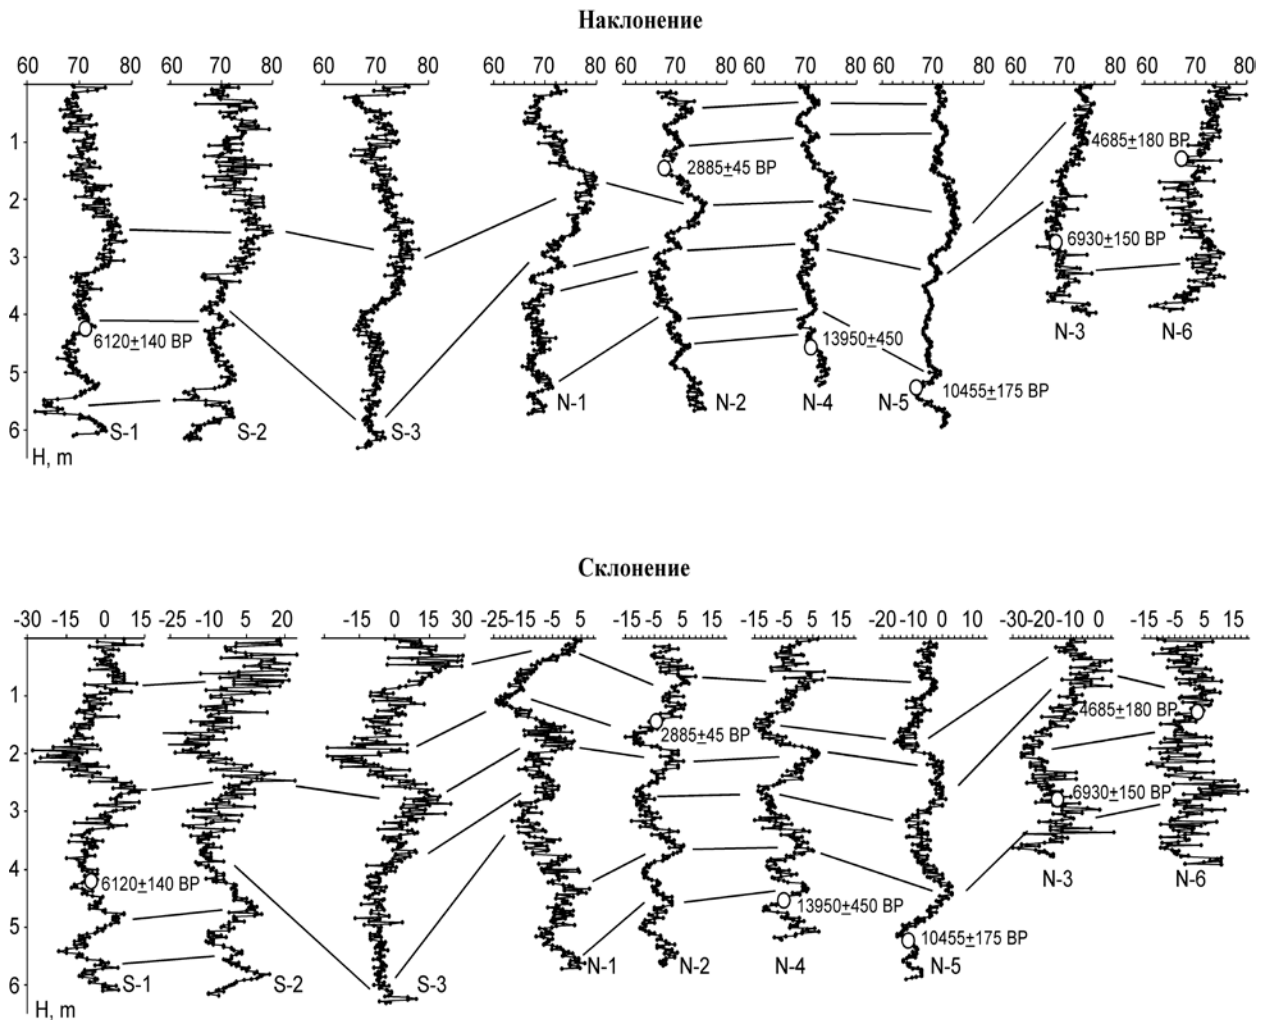 Наклонение
60 70 80 60 70 80 60 70 80 60 70 80 60 70 80 60 70 80 60 70 80 60 70 80 60 70 80
1
4685±180 BP
2885±45 BP
2
6930±150 BP
3
4
N-3 N-6
6120±140 BP
13950±450
5
N-1 N-2 N-4 N-5
10455±175 BP
6
S-1 S-2 S-3
H, m
Склонение
-30 -15 0 15 -25 -10 5 20 -15 0 15 30 -25 -15 -5 5 -15 -5 5 15 -15 -5 5 15 -20 -10 0 10 -30 -20 -10 0 -15 -5 5 15
1
4685±180 BP
2885±45 BP
2
6930±150 BP
3
4
6120±140 BP
N-3 N-6
13950±450 BP
5
10455±175 BP
N-1 N-2 N-4 N-5
6
S-1 S-2 S-3
H, m